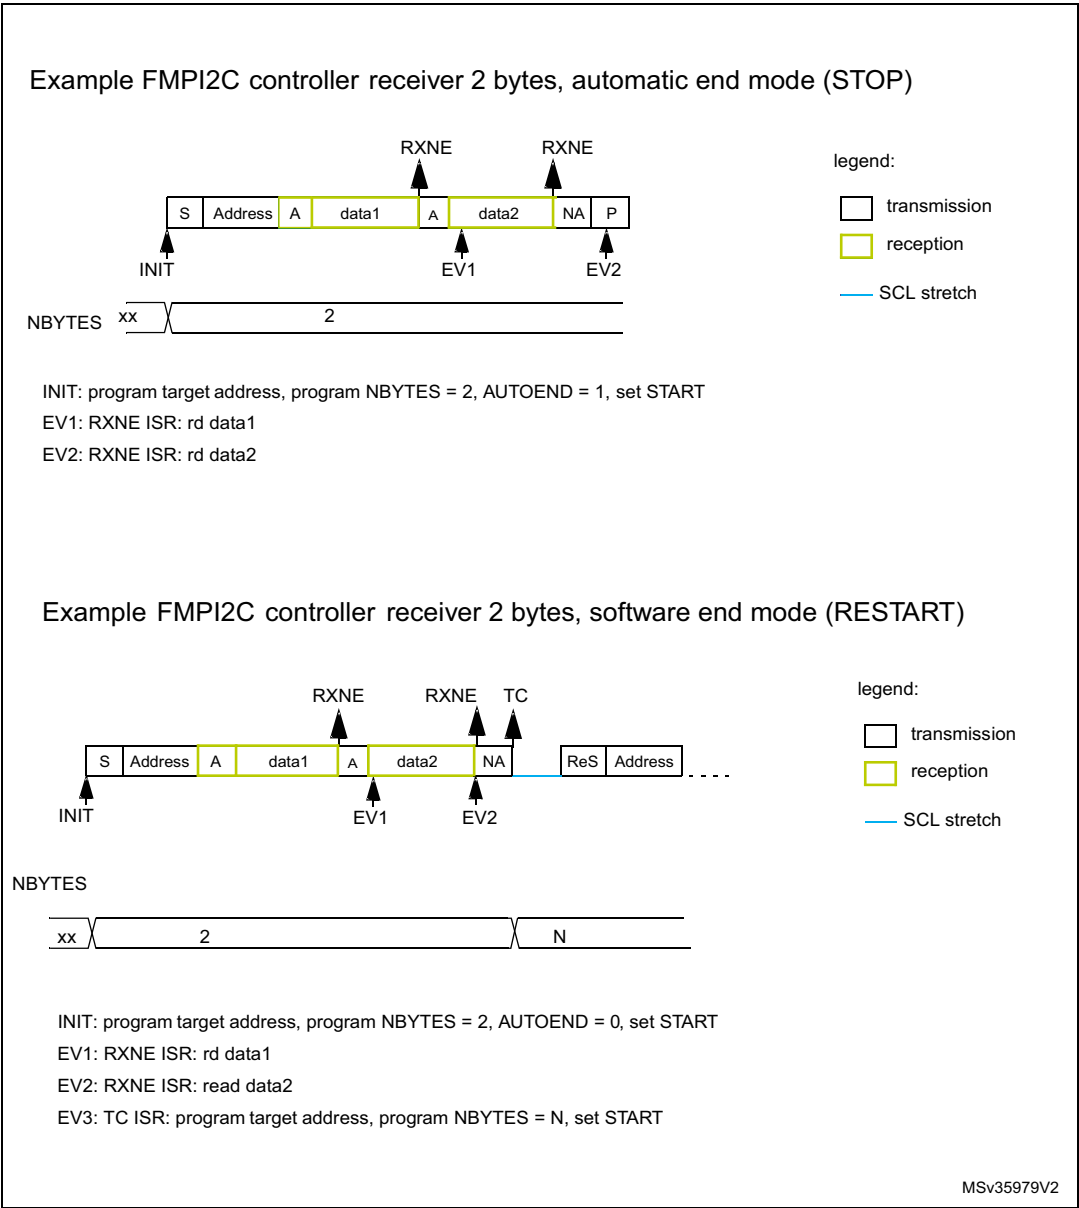 Example FMPI2C controller receiver 2 bytes, automatic end mode (STOP)
RXNE RXNE
legend:
S Address A data1 A data2 NA P
transmission
reception
INIT EV1 EV2
SCL stretch
NBYTES xx 2
INIT: program target address, program NBYTES = 2, AUTOEND = 1, set START
EV1: RXNE ISR: rd data1
EV2: RXNE ISR: rd data2
Example FMPI2C controller receiver 2 bytes, software end mode (RESTART)
RXNE RXNE TC
legend:
S Address A data1 A data2 NA ReS Address
transmission
reception
INIT EV1 EV2
SCL stretch
NBYTES
xx 2 N
INIT: program target address, program NBYTES = 2, AUTOEND = 0, set START
EV1: RXNE ISR: rd data1
EV2: RXNE ISR: read data2
EV3: TC ISR: program target address, program NBYTES = N, set START
MSv35979V2